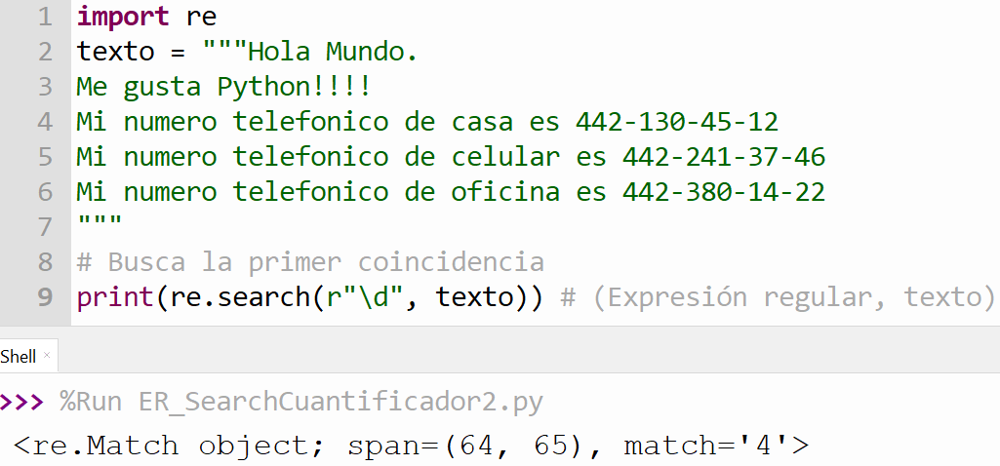 1 import re
2 texto = """Hola Mundo.
3 Me gusta Python!!!!
4 Mi numero telefonico de casa es 442-130-45-12
5 Mi numero telefonico de celular es 442-241-37-46
6 Mi numero telefonico de oficina es 442-380-14-22
7 """
8 # Busca la primer coincidencia
9 print(re.search(r"\d", texto)) # (Expresión regular, texto)
Shell ×
>>> %Run ER_SearchCuantificador2.py
<re.Match object; span=(64, 65), match='4'>